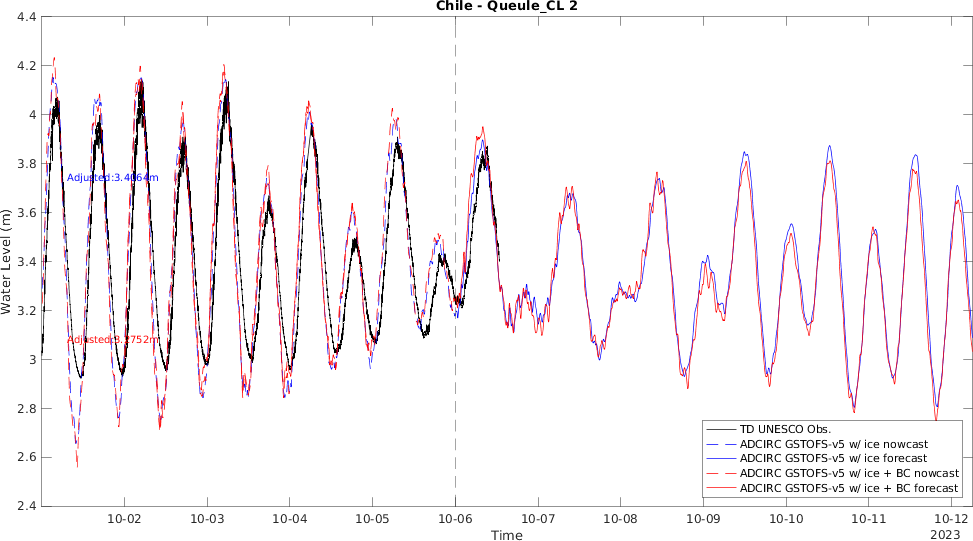 Chile - Queule_CL 2
4.4
4.2
4
3.8
3.6
3.4
3.2
3
2.8
2.6
2.4
Water Level (m)
Adjusted:3.4064m
Adjusted:3.2752m
TD UNESCO Obs.
ADCIRC GSTOFS-v5 w/ ice nowcast
ADCIRC GSTOFS-v5 w/ ice forecast
ADCIRC GSTOFS-v5 w/ ice + BC nowcast
ADCIRC GSTOFS-v5 w/ ice + BC forecast
10-02 10-03 10-04 10-05 10-06 10-07 10-08 10-09 10-10 10-11 10-12
Time
2023